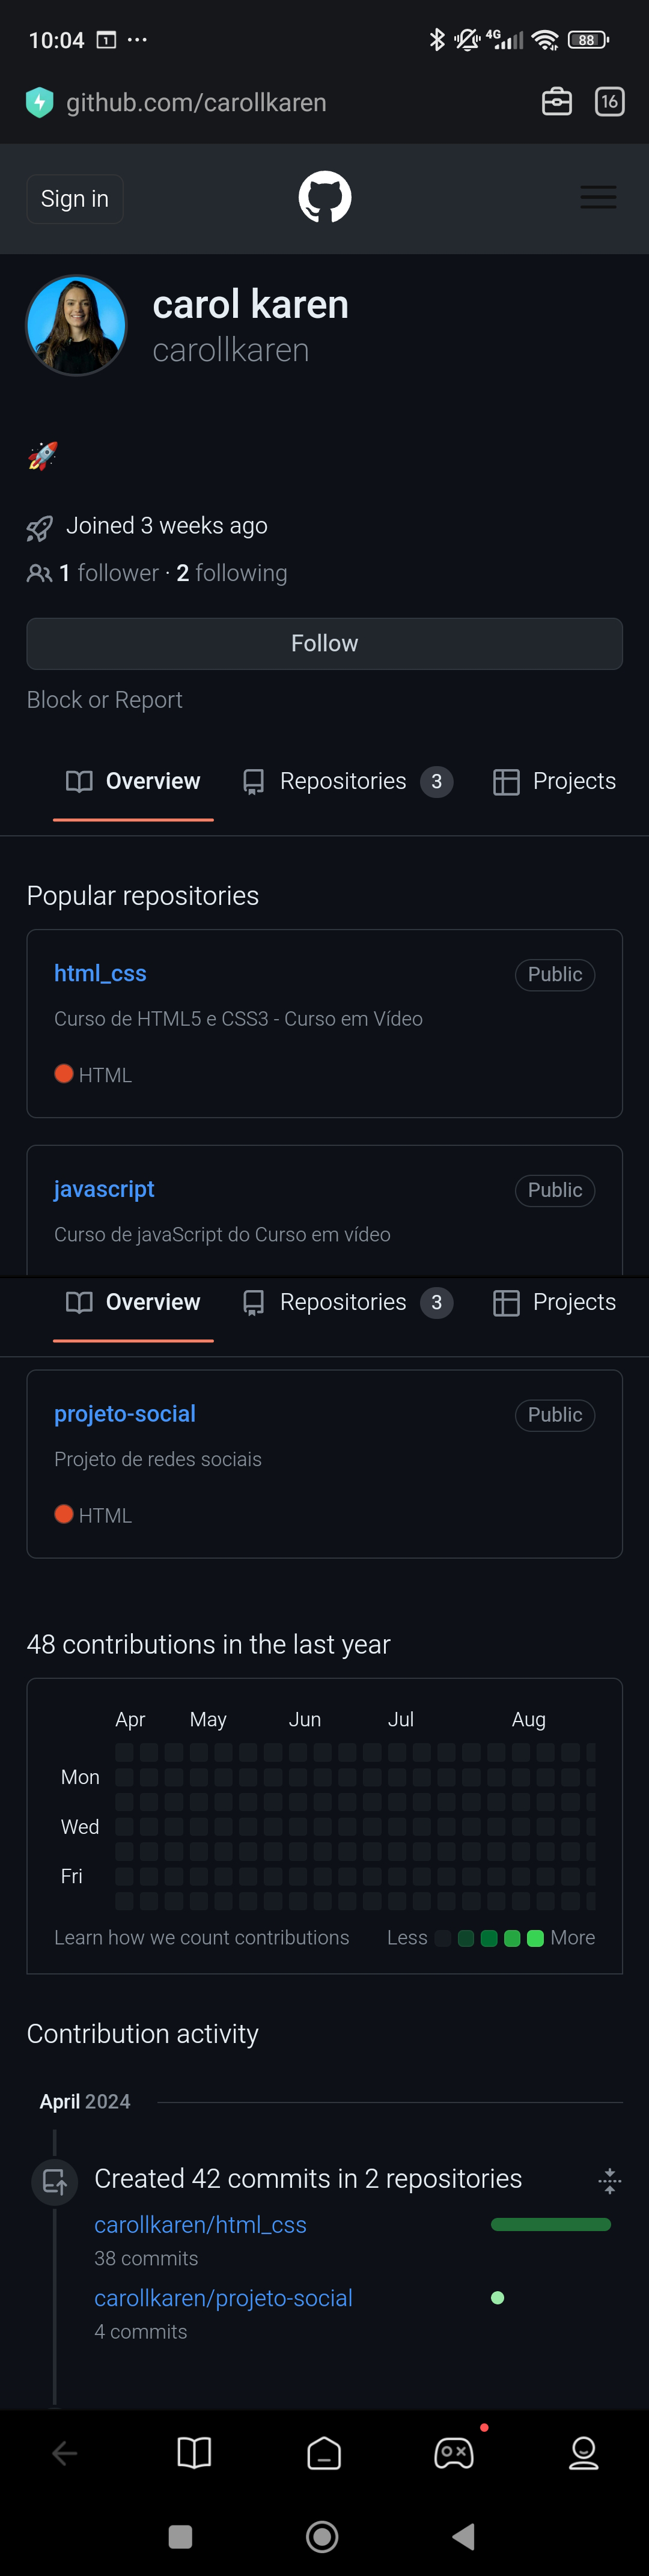 10:04 1 ... 4G 88
github.com/carollkaren 16
Sign in
carol karen
carollkaren
🚀
Joined 3 weeks ago
1 follower · 2 following
Follow
Block or Report
Overview Repositories 3 Projects
Popular repositories
html_css Public
Curso de HTML5 e CSS3 - Curso em Vídeo
HTML
javascript Public
Curso de javaScript do Curso em vídeo
Overview Repositories 3 Projects
projeto-social Public
Projeto de redes sociais
HTML
48 contributions in the last year
Apr May Jun Jul Aug
Mon
Wed
Fri
Learn how we count contributions Less More
Contribution activity
April 2024
Created 42 commits in 2 repositories
carollkaren/html_css
38 commits
carollkaren/projeto-social
4 commits